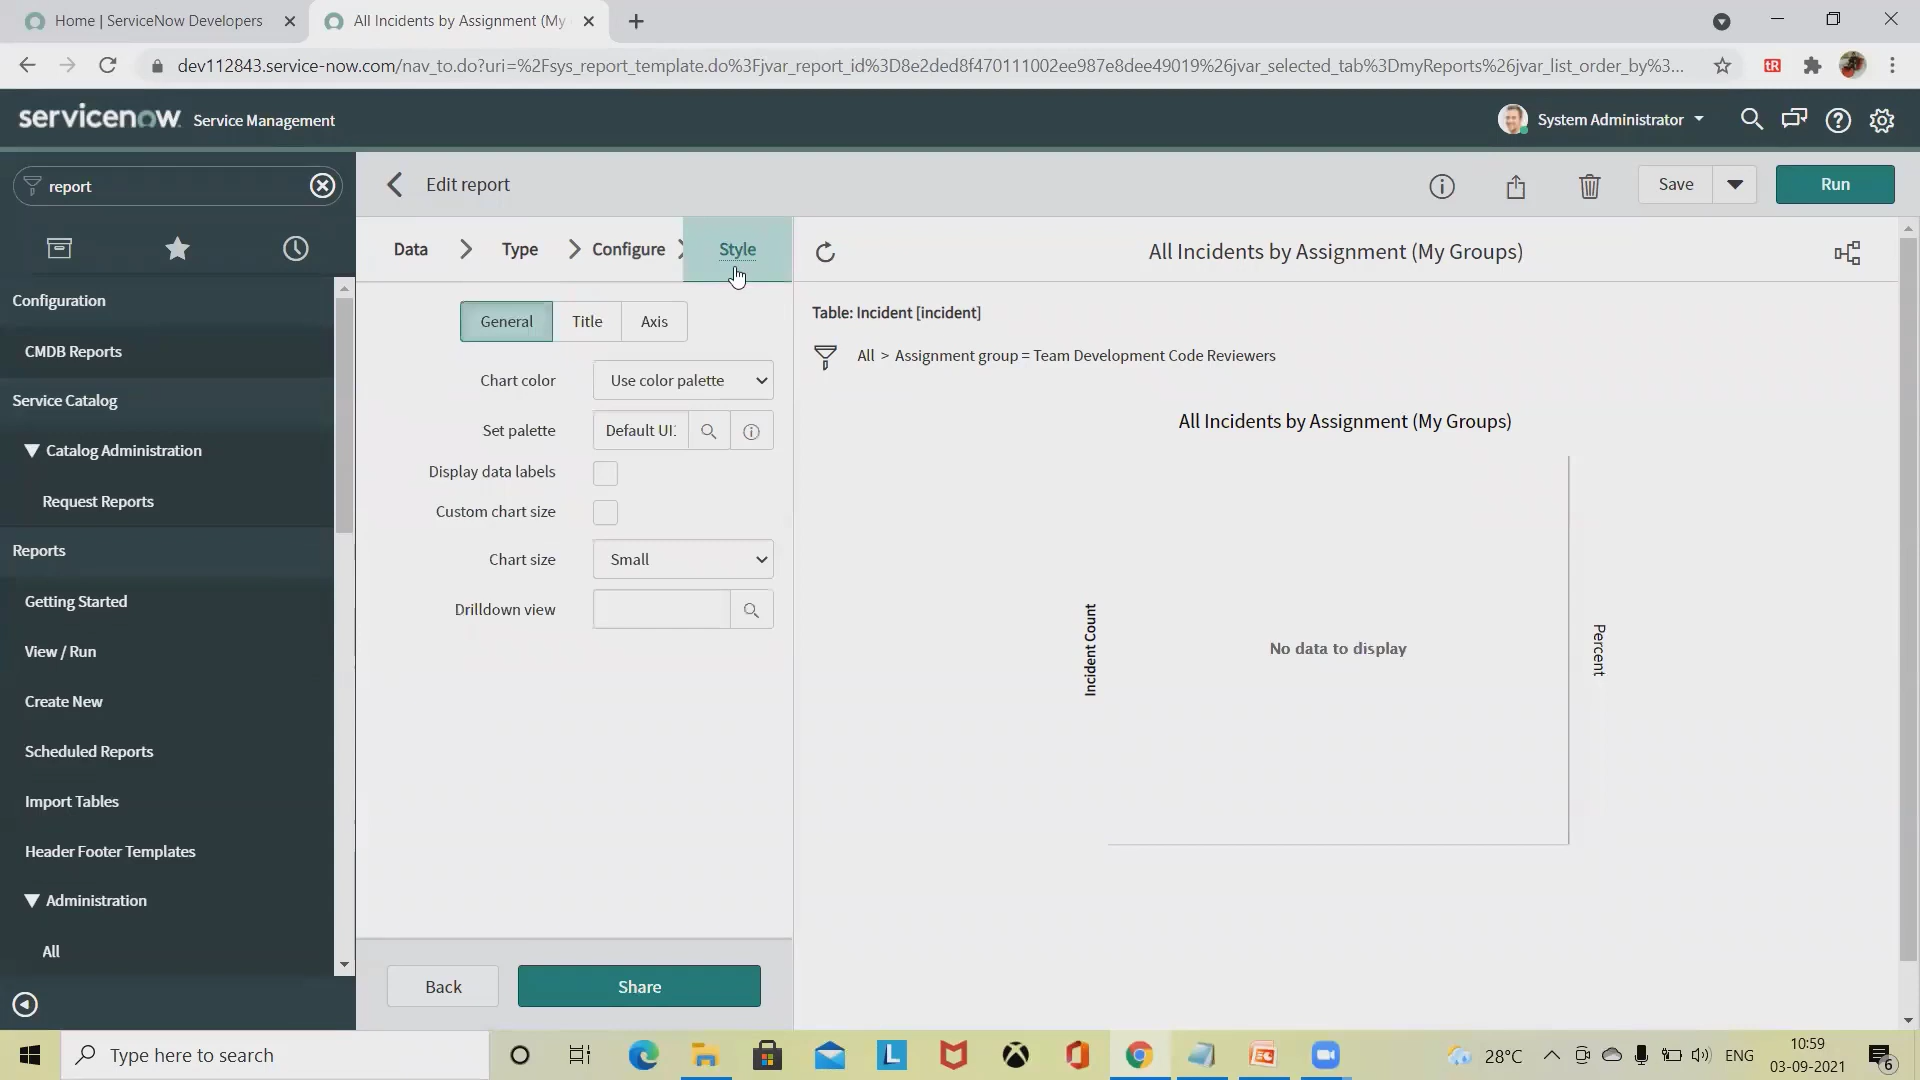 Home | ServiceNow Developers
All Incidents by Assignment (My
dev112843.service-now.com/nav_to.do?uri=%2Fsys_report_template.do%3Fjvar_report_id%3D8e2ded8f470111002ee987e8dee49019%26jvar_selected_tab%3DmyReports%26jvar_list_order_by%3...
tR
servicenow Service Management
System Administrator
report
Edit report
Save
Run
Data
Type
Configure
Style
All Incidents by Assignment (My Groups)
Configuration
CMDB Reports
Service Catalog
Catalog Administration
Request Reports
Reports
Getting Started
View / Run
Create New
Scheduled Reports
Import Tables
Header Footer Templates
Administration
All
General
Title
Axis
Chart color
Use color palette
Set palette
Default UI:
Display data labels
Custom chart size
Chart size
Small
Drilldown view
Back
Share
Table: Incident [incident]
All > Assignment group = Team Development Code Reviewers
All Incidents by Assignment (My Groups)
Incident Count
No data to display
Percent
Type here to search
L
28°C
ENG
10:59
03-09-2021
6